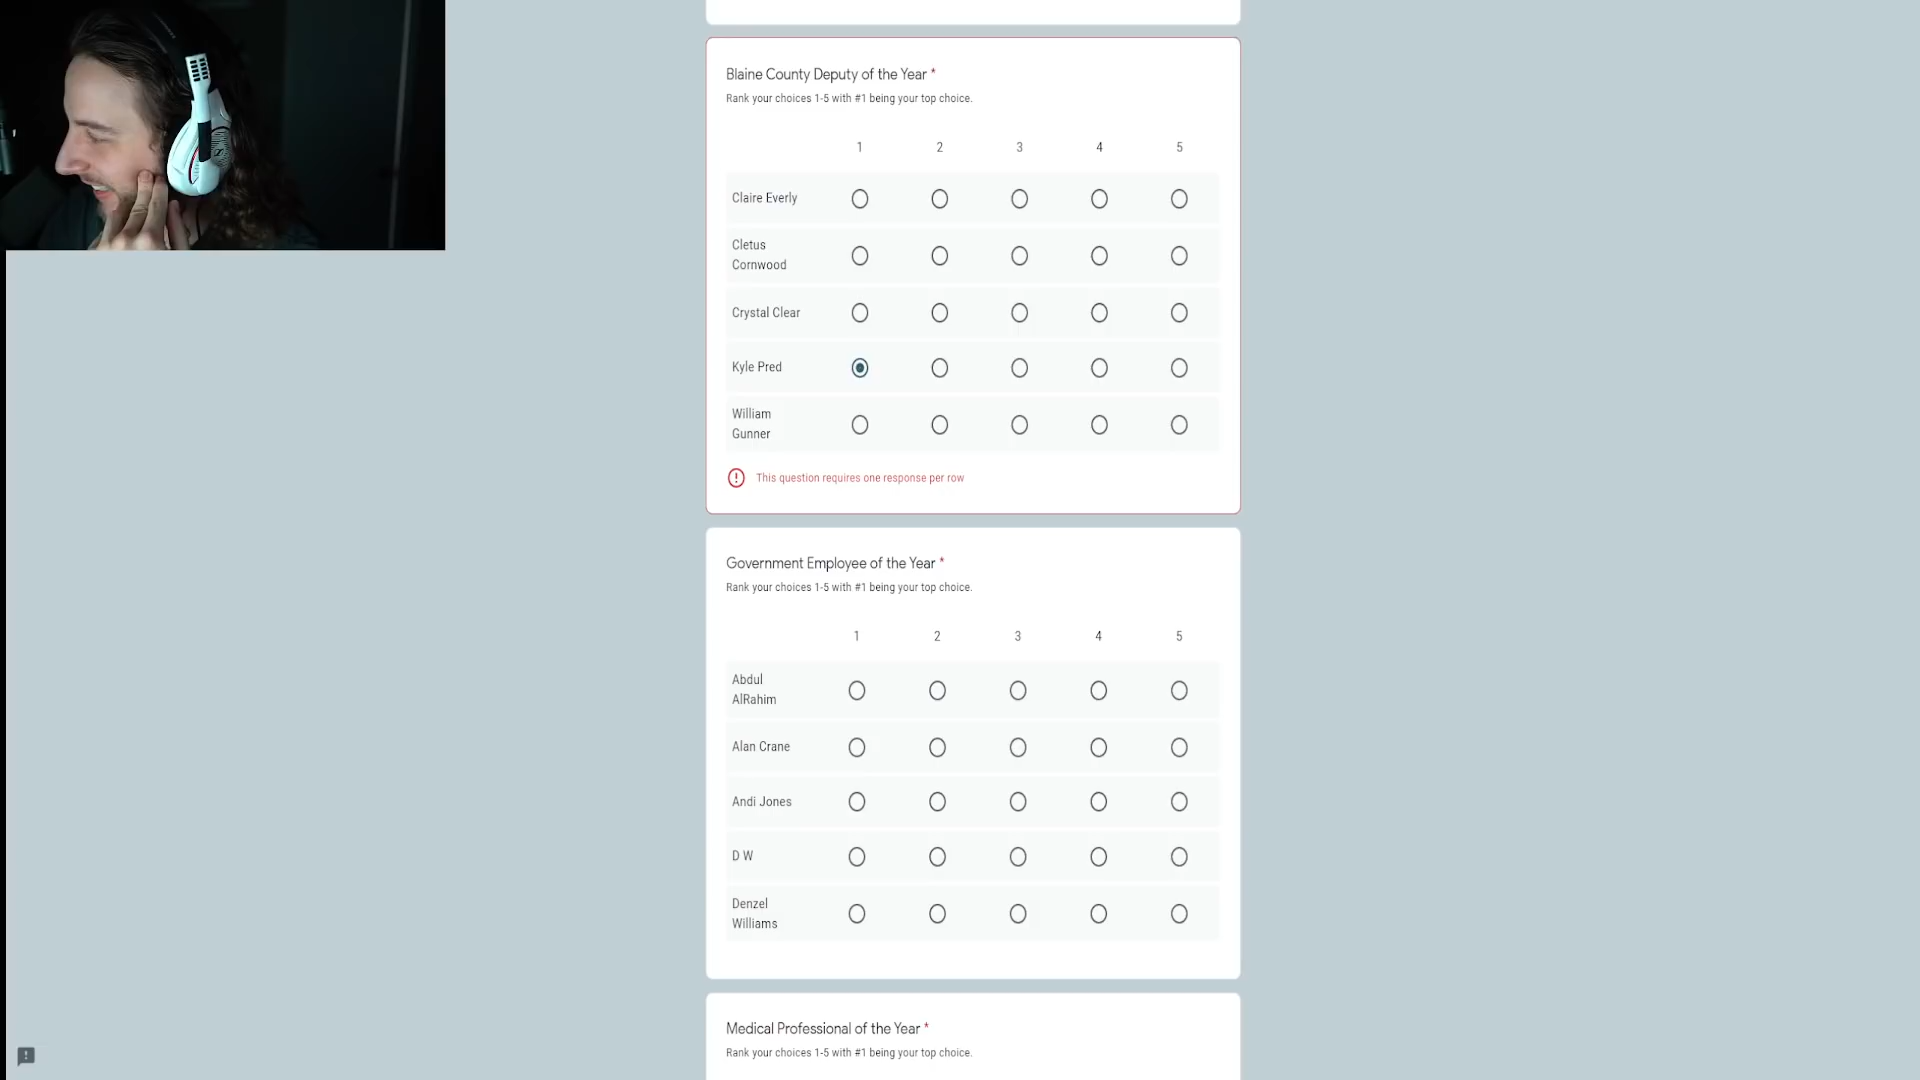 Blaine County Deputy of the Year *
Rank your choices 1-5 with #1 being your top choice.
1 2 3 4 5
Claire Everly
Cletus
Cornwood
Crystal Clear
Kyle Pred
William
Gunner
This question requires one response per row
Government Employee of the Year *
Rank your choices 1-5 with #1 being your top choice.
1 2 3 4 5
Abdul
AlRahim
Alan Crane
Andi Jones
D W
Denzel
Williams
Medical Professional of the Year *
Rank your choices 1-5 with #1 being your top choice.